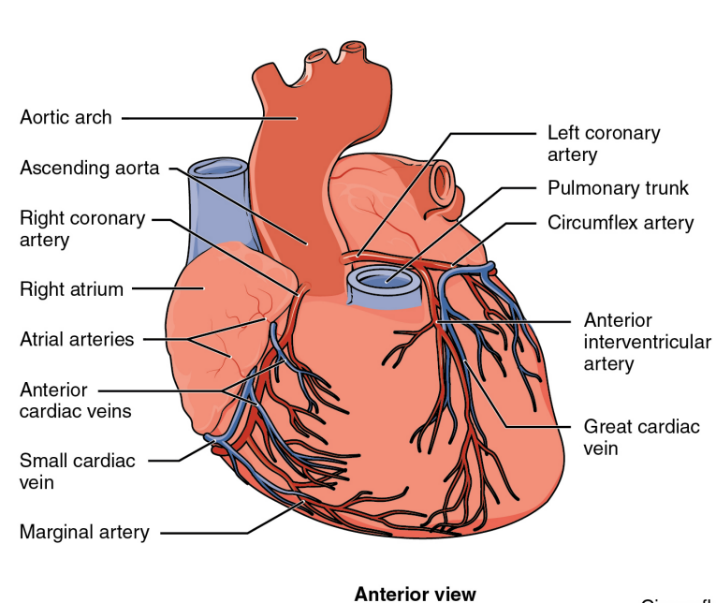 Aortic arch
Ascending aorta
Right coronary
artery
Right atrium
Atrial arteries
Anterior
cardiac veins
Small cardiac
vein
Marginal artery
Left coronary
artery
Pulmonary trunk
Circumflex artery
Anterior
interventricular
artery
Great cardiac
vein
Anterior view